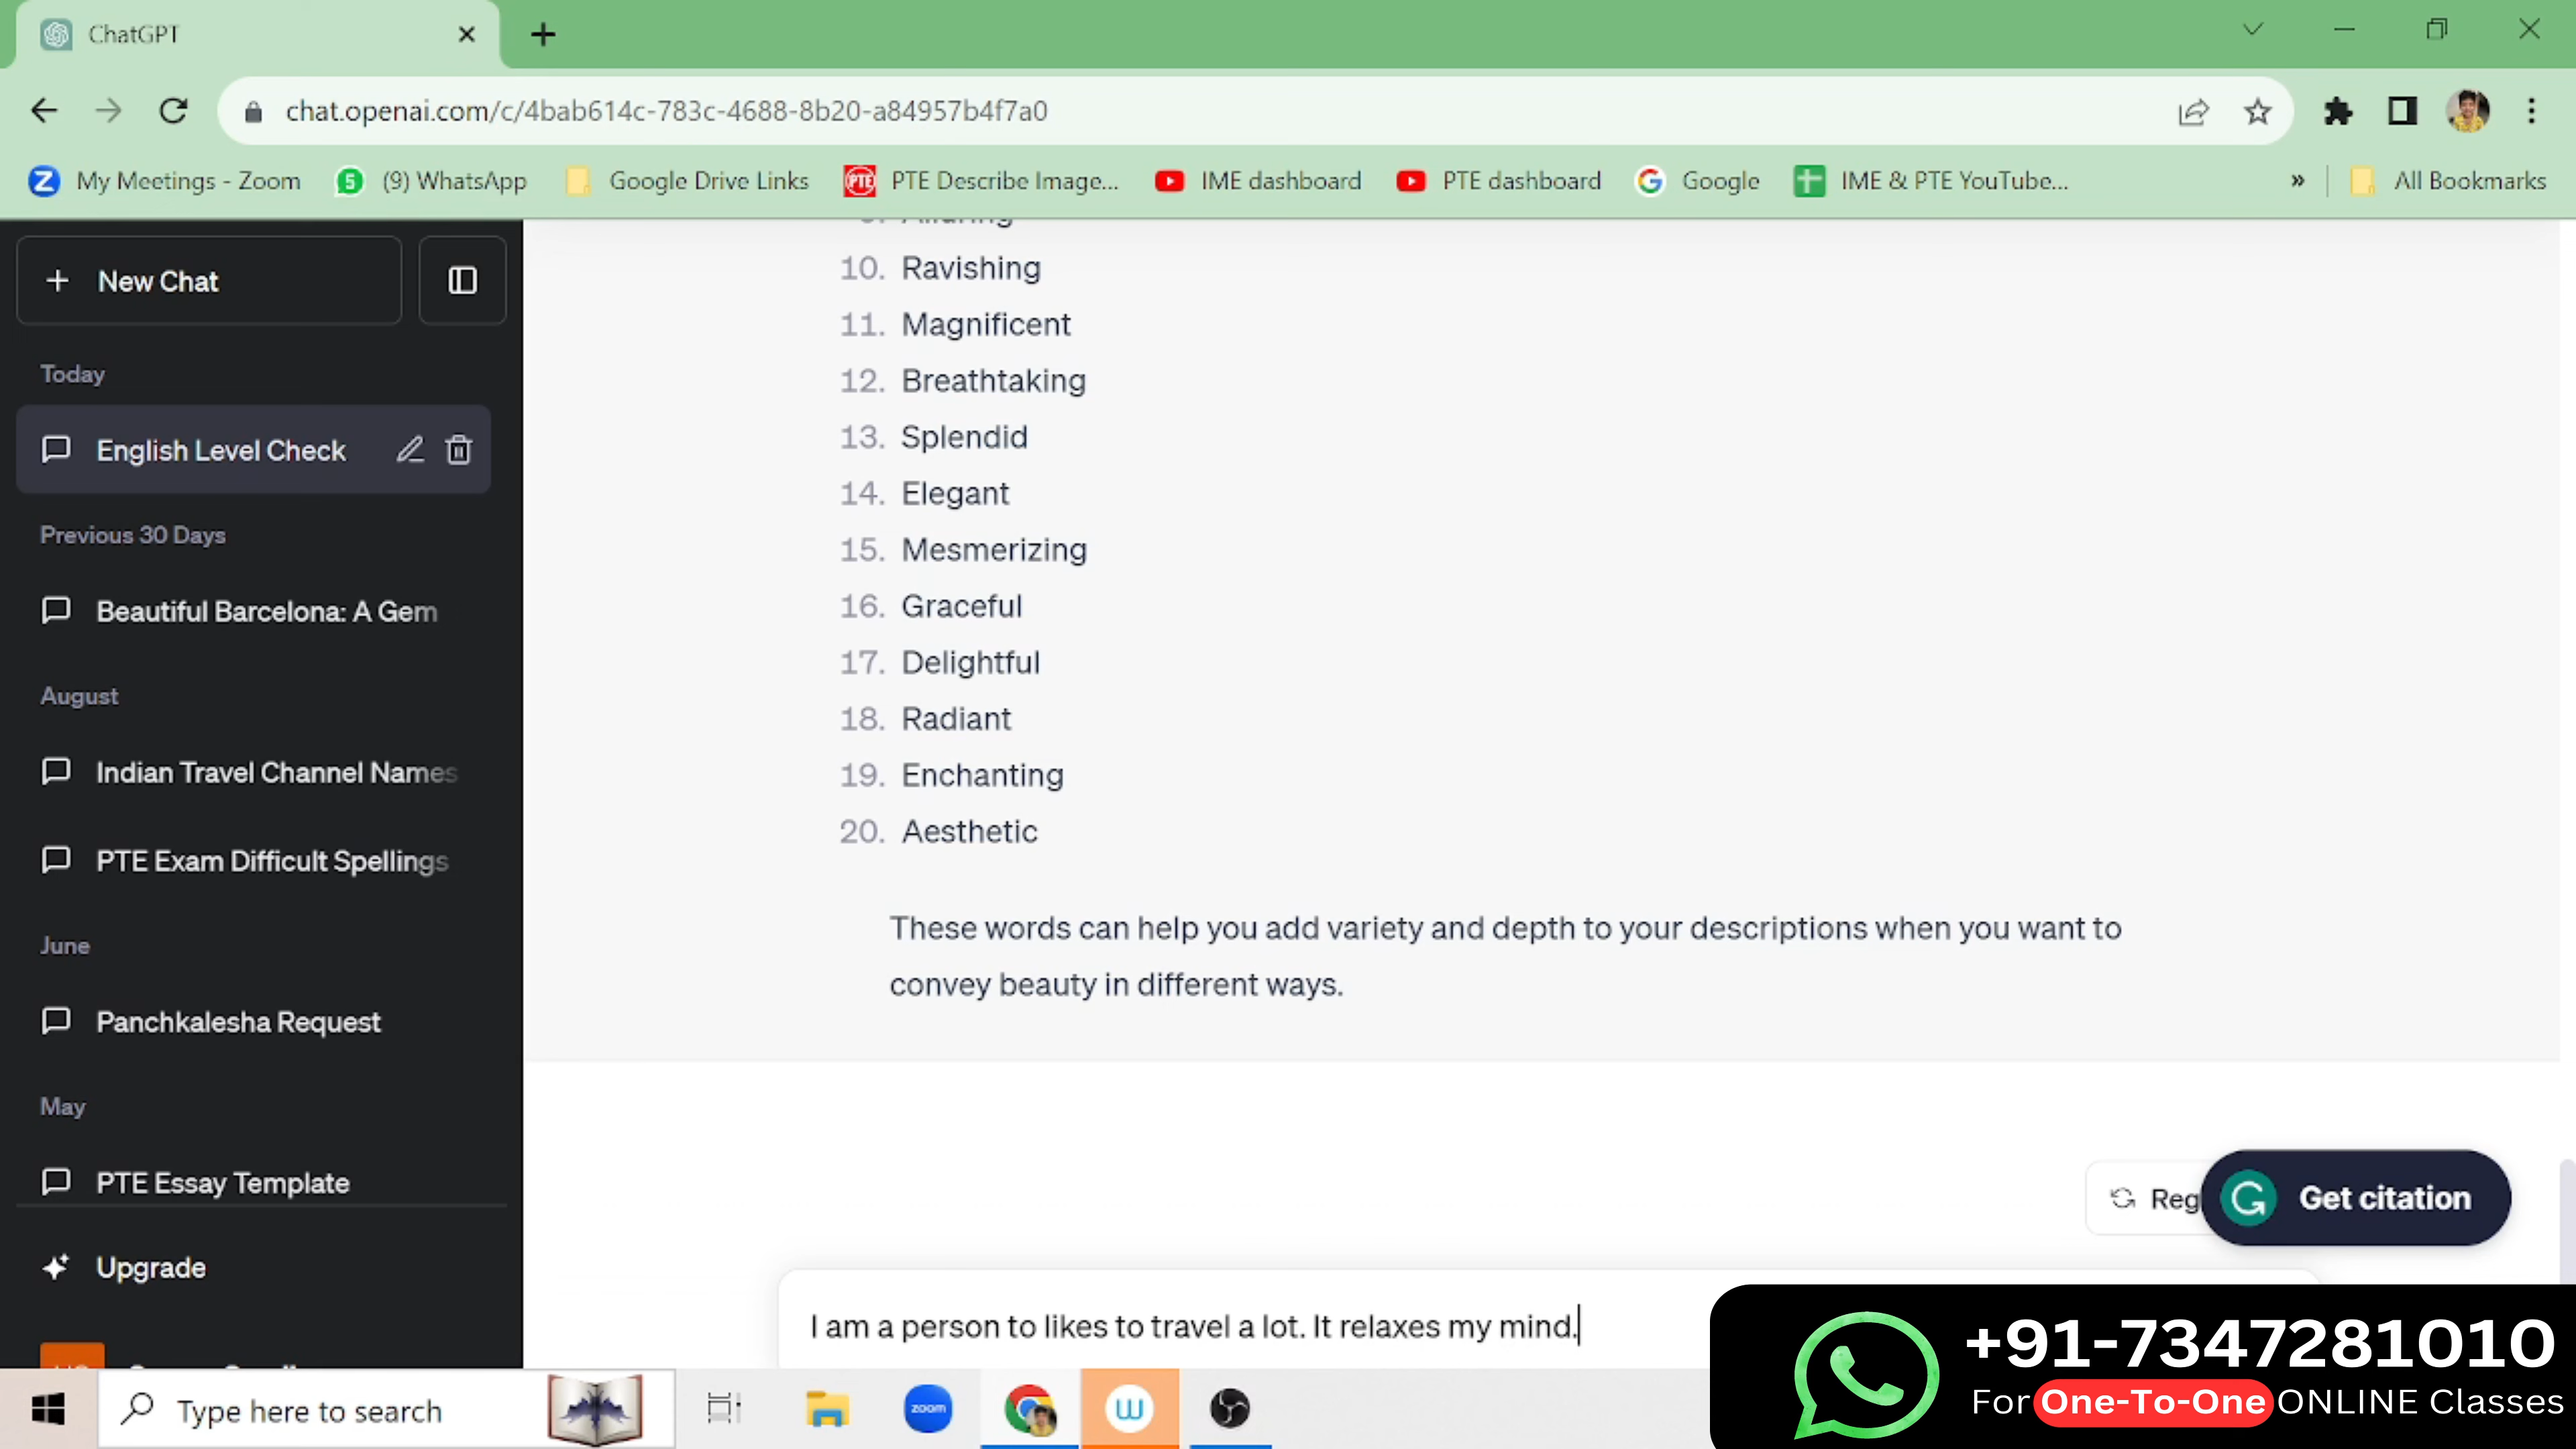 ChatGPT
chat.openai.com/c/4bab614c-783c-4688-8b20-a84957b4f7a0
My Meetings - Zoom
(9) WhatsApp
Google Drive Links
PTE Describe Image...
IME dashboard
PTE dashboard
Google
IME & PTE YouTube...
All Bookmarks
New Chat
Today
English Level Check
Previous 30 Days
Beautiful Barcelona: A Gem
August
Indian Travel Channel Names
PTE Exam Difficult Spellings
June
Panchkalesha Request
May
PTE Essay Template
Upgrade
10. Ravishing
11. Magnificent
12. Breathtaking
13. Splendid
14. Elegant
15. Mesmerizing
16. Graceful
17. Delightful
18. Radiant
19. Enchanting
20. Aesthetic
These words can help you add variety and depth to your descriptions when you want to
convey beauty in different ways.
Reg
Get citation
I am a person to likes to travel a lot. It relaxes my mind.
Type here to search
zoom
+91-7347281010
For One-To-One ONLINE Classes